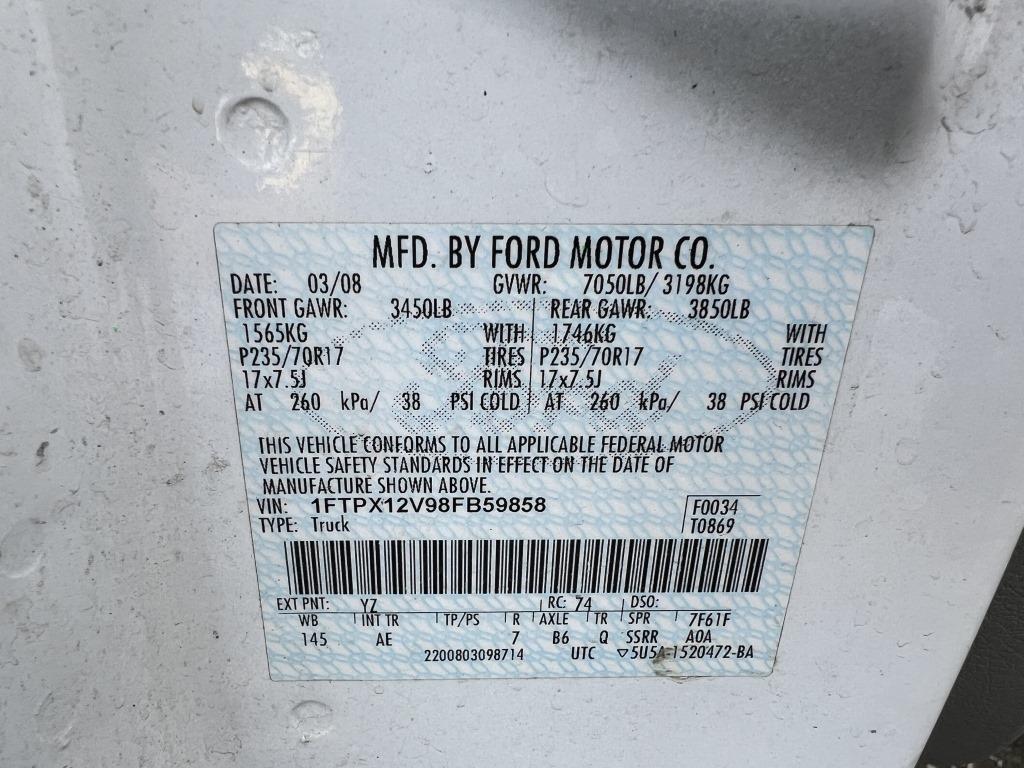 MFD. BY FORD MOTOR CO.
DATE: 03/08 GVWR: 7050LB/ 3198KG
FRONT GAWR: 3450LB REAR GAWR: 3850LB
1565KG WITH 1746KG WITH
P235/70R17 TIRES P235/70R17 TIRES
17x7.5J RIMS 17x7.5J RIMS
AT 260 kPa/ 38 PSI COLD AT 260 kPa/ 38 PSI COLD
THIS VEHICLE CONFORMS TO ALL APPLICABLE FEDERAL MOTOR
VEHICLE SAFETY STANDARDS IN EFFECT ON THE DATE OF
MANUFACTURE SHOWN ABOVE.
VIN: 1FTPX12V98FB59858 F0034
TYPE: Truck T0869
EXT PNT: YZ RC: 74 DSO:
WB INT TR TP/PS R AXLE TR SPR 7F61F
145 AE 7 B6 Q SSRR A0A
2200803098714 UTC ▽5U5A-1520472-BA